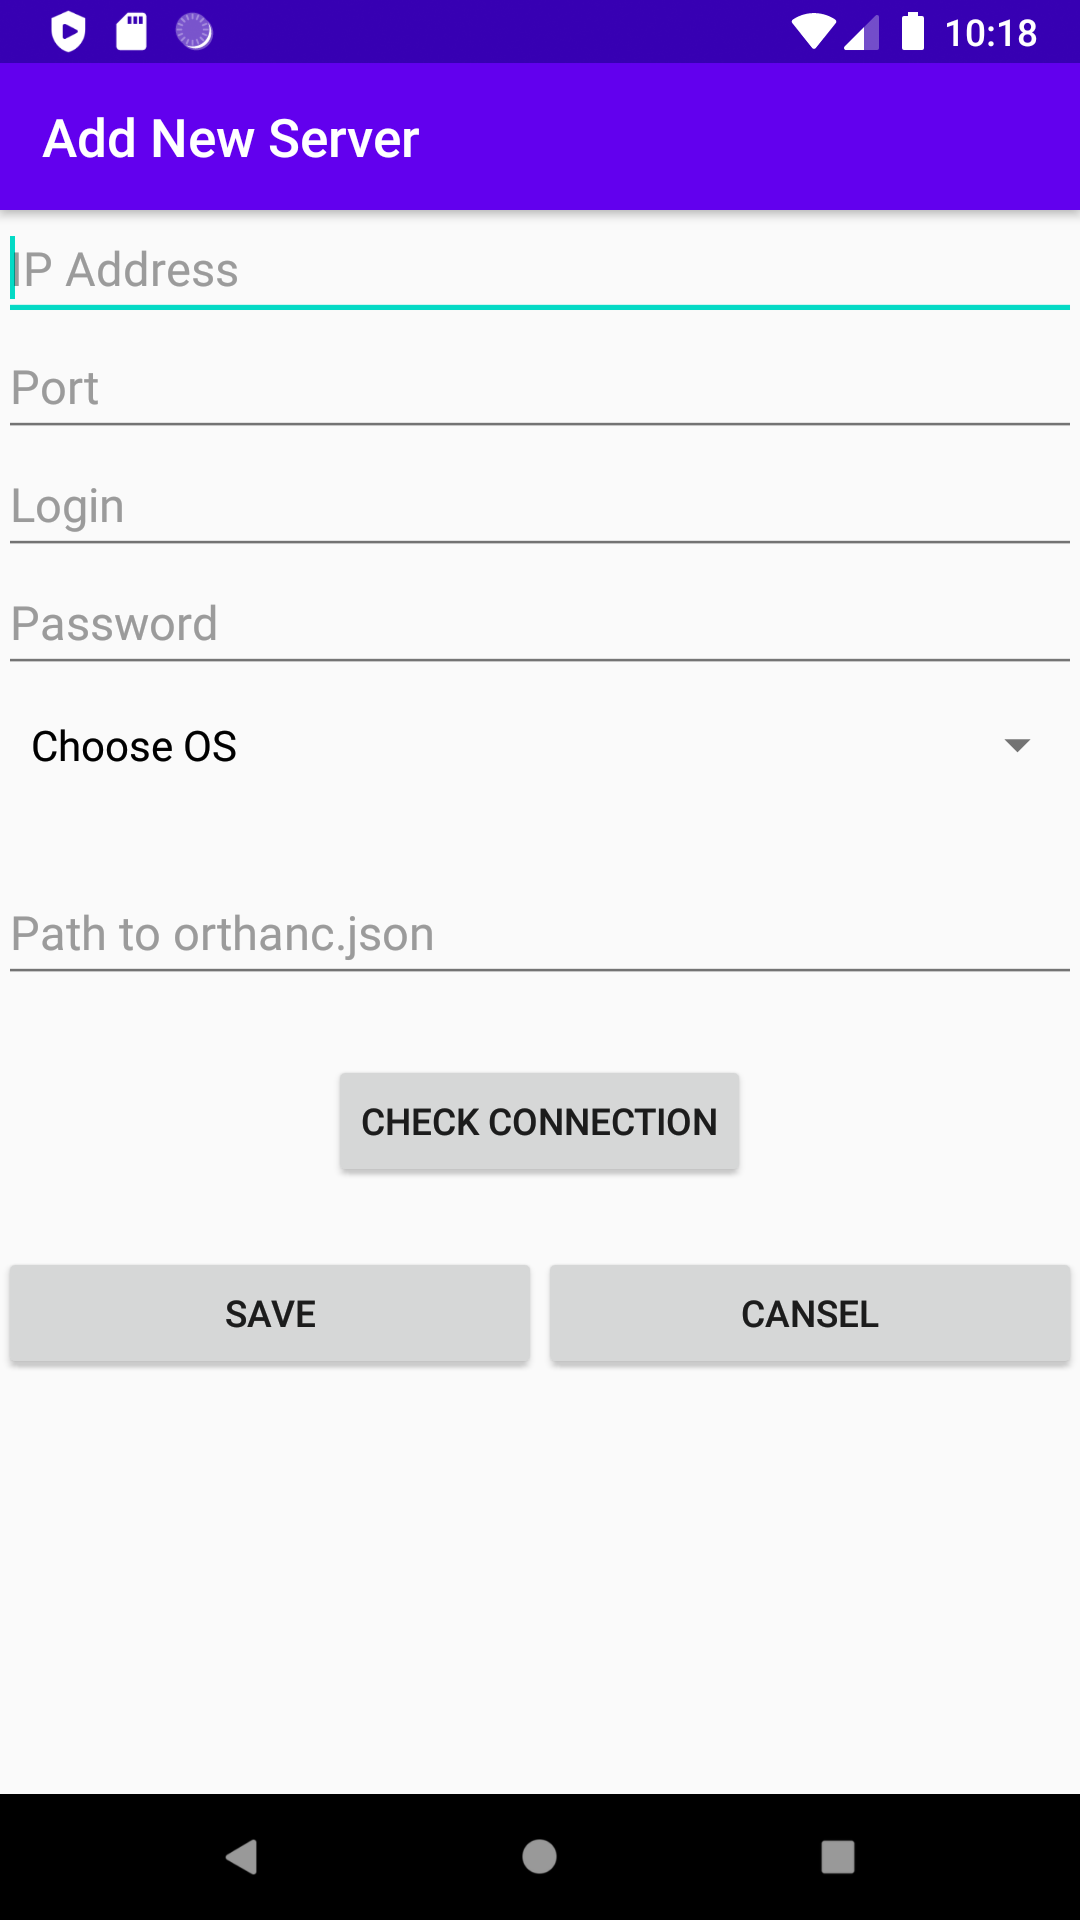 10:18
Add New Server
IP Address
Port
Login
Password
Choose OS
Path to orthanc.json
CHECK CONNECTION
SAVE
CANSEL